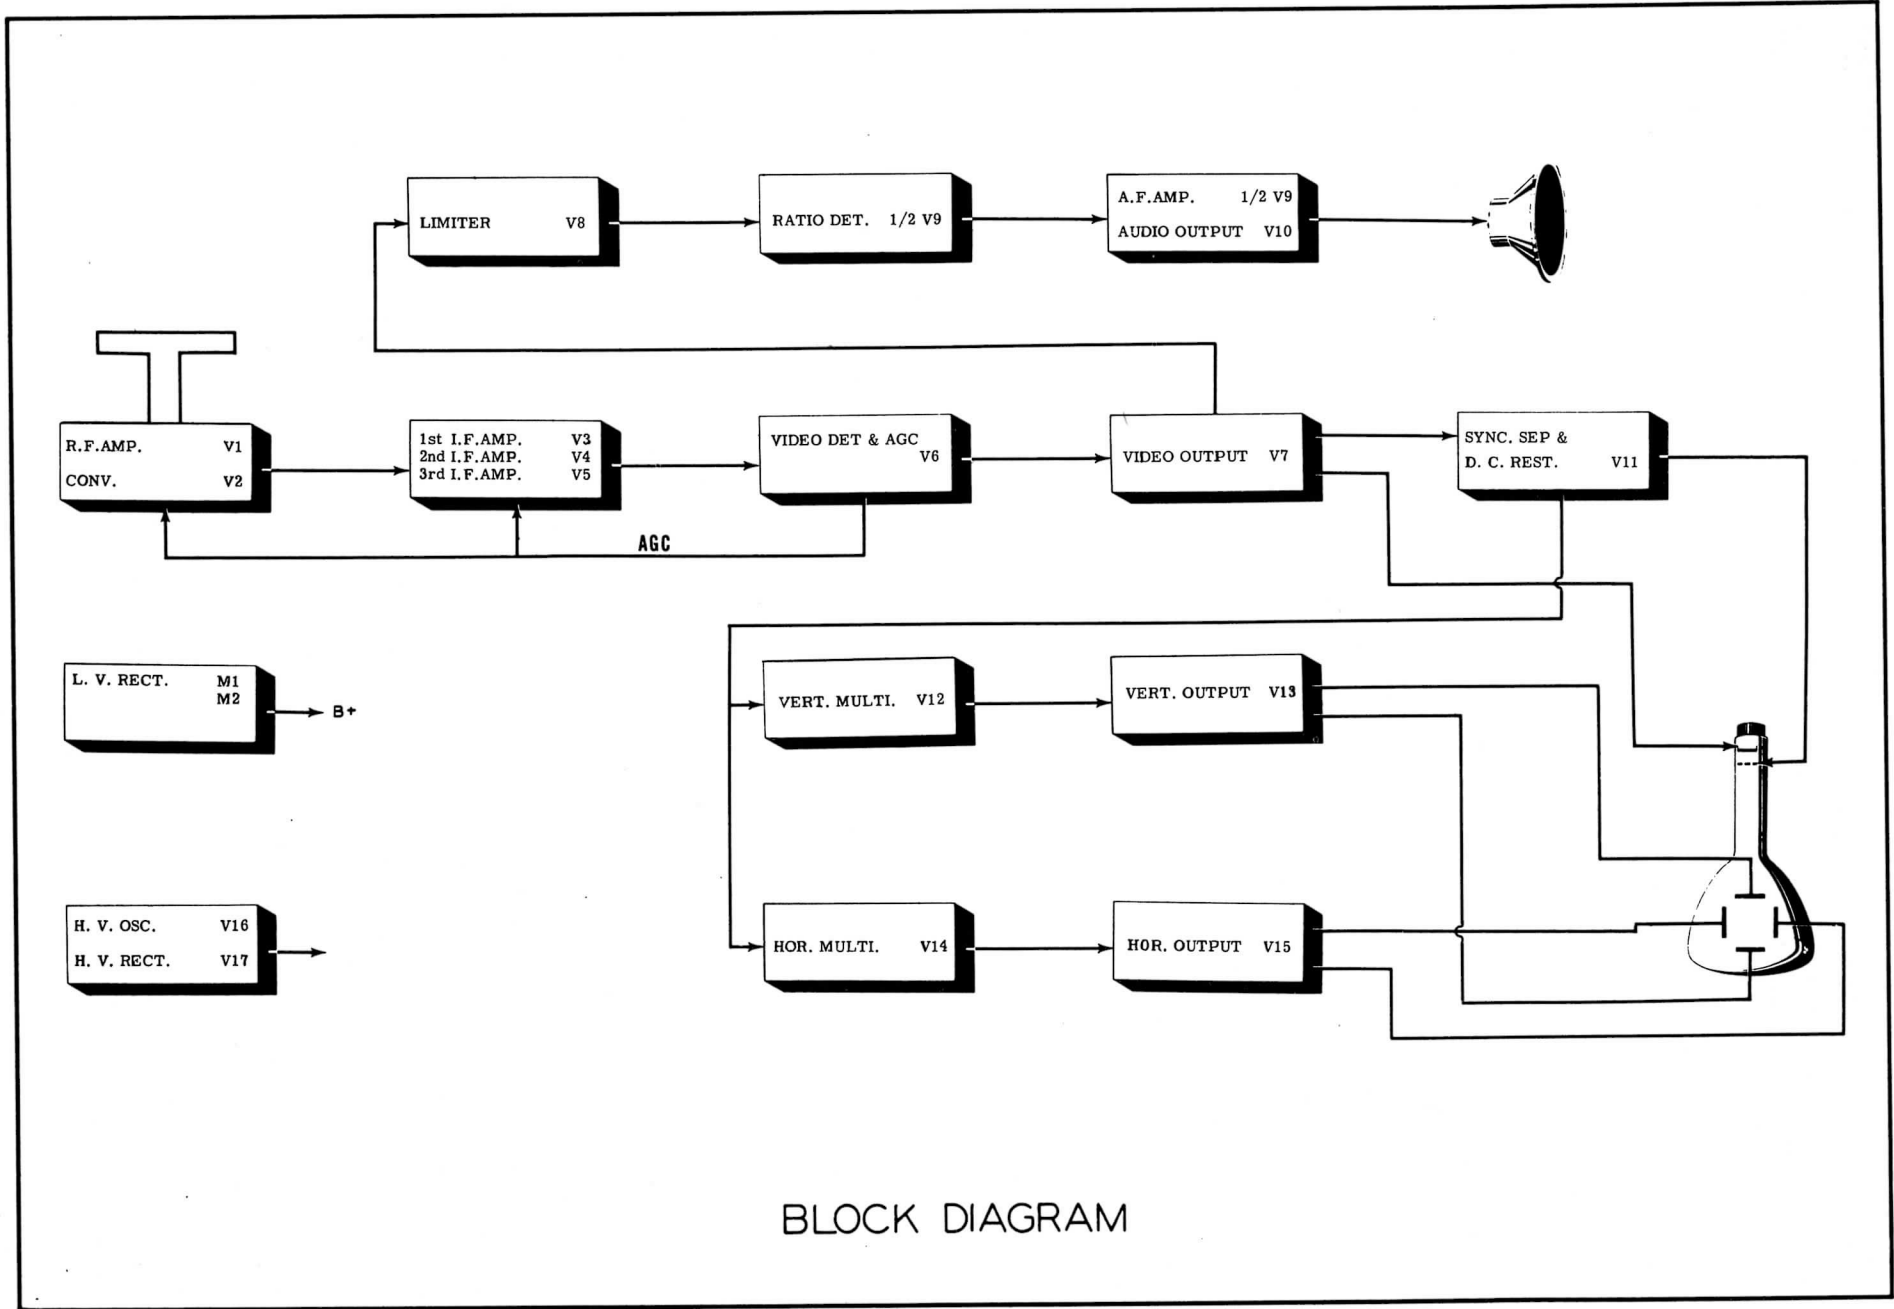 LIMITER V8
RATIO DET. 1/2 V9
A.F.AMP. 1/2 V9
AUDIO OUTPUT V10
R.F.AMP. V1
CONV. V2
1st I.F.AMP. V3
2nd I.F.AMP. V4
3rd I.F.AMP. V5
VIDEO DET & AGC
V6
VIDEO OUTPUT V7
SYNC. SEP &
D. C. REST. V11
AGC
L. V. RECT. M1
M2
B+
VERT. MULTI. V12
VERT. OUTPUT V13
H. V. OSC. V16
H. V. RECT. V17
HOR. MULTI. V14
HOR. OUTPUT V15
BLOCK DIAGRAM